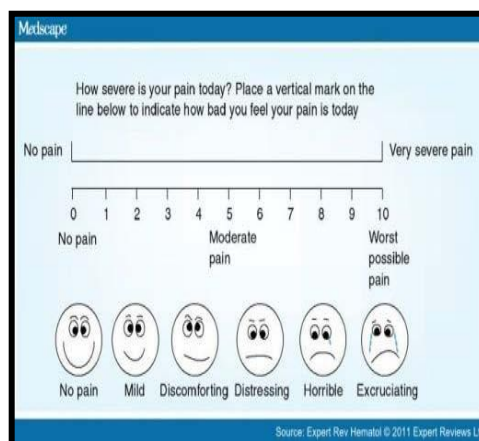 Medscape
How severe is your pain today? Place a vertical mark on the
line below to indicate how bad you feel your pain is today
No pain
Very severe pain
0 1 2 3 4 5 6 7 8 9 10
No pain Moderate Worst
pain possible
pain
No pain Mild Discomforting Distressing Horrible Excruciating
Source: Expert Rev Hematol © 2011 Expert Reviews L